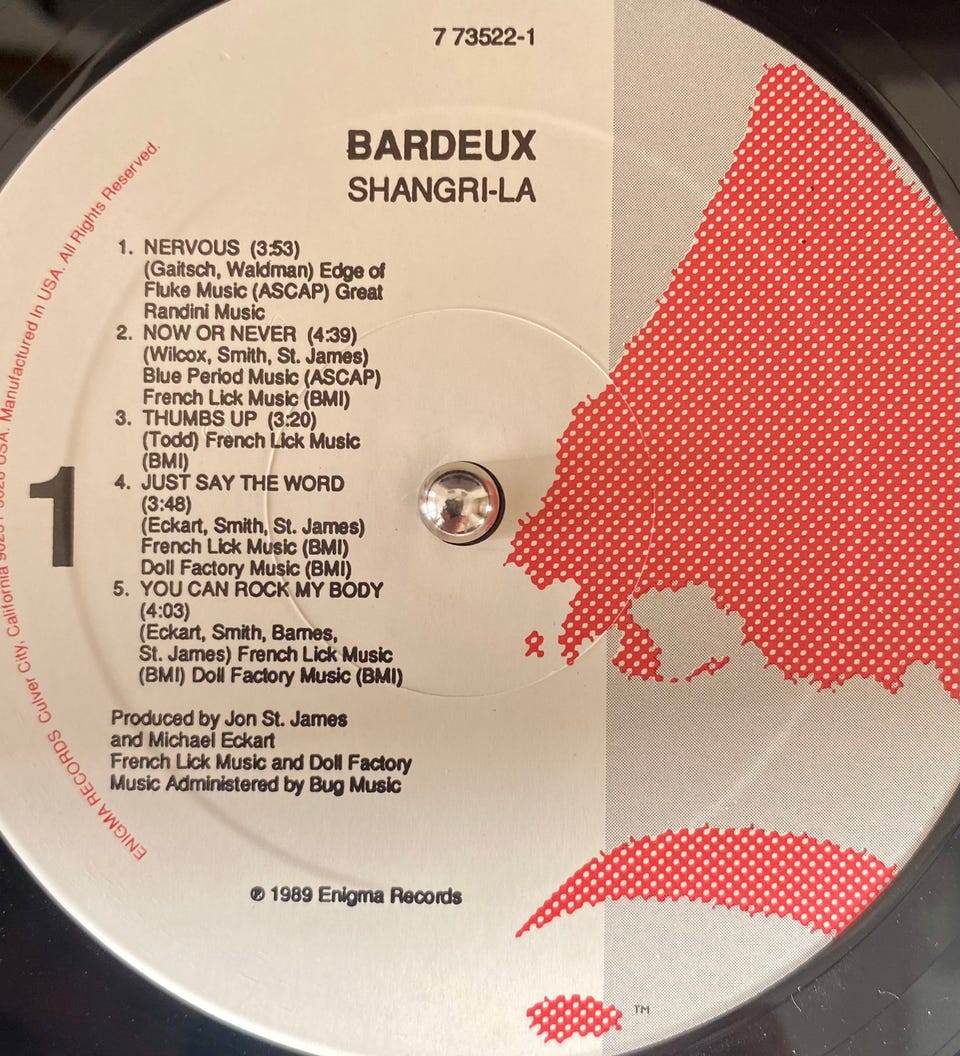 7 73522-1
BARDEUX
SHANGRI-LA
1. NERVOUS (3:53)
(Gaitsch, Waldman) Edge of
Fluke Music (ASCAP) Great
Randini Music
2. NOW OR NEVER (4:39)
(Wilcox, Smith, St. James)
Blue Period Music (ASCAP)
French Lick Music (BMI)
3. THUMBS UP (3:20)
(Todd) French Lick Music
(BMI)
4. JUST SAY THE WORD
(3:48)
(Eckart, Smith, St. James)
French Lick Music (BMI)
Doll Factory Music (BMI)
5. YOU CAN ROCK MY BODY
(4:03)
(Eckart, Smith, Barnes,
St. James) French Lick Music
(BMI) Doll Factory Music (BMI)
1
Produced by Jon St. James
and Michael Eckart
French Lick Music and Doll Factory
Music Administered by Bug Music
℗ 1989 Enigma Records
ENIGMA RECORDS Culver City, California USA. Manufactured In USA. All Rights Reserved.
TM